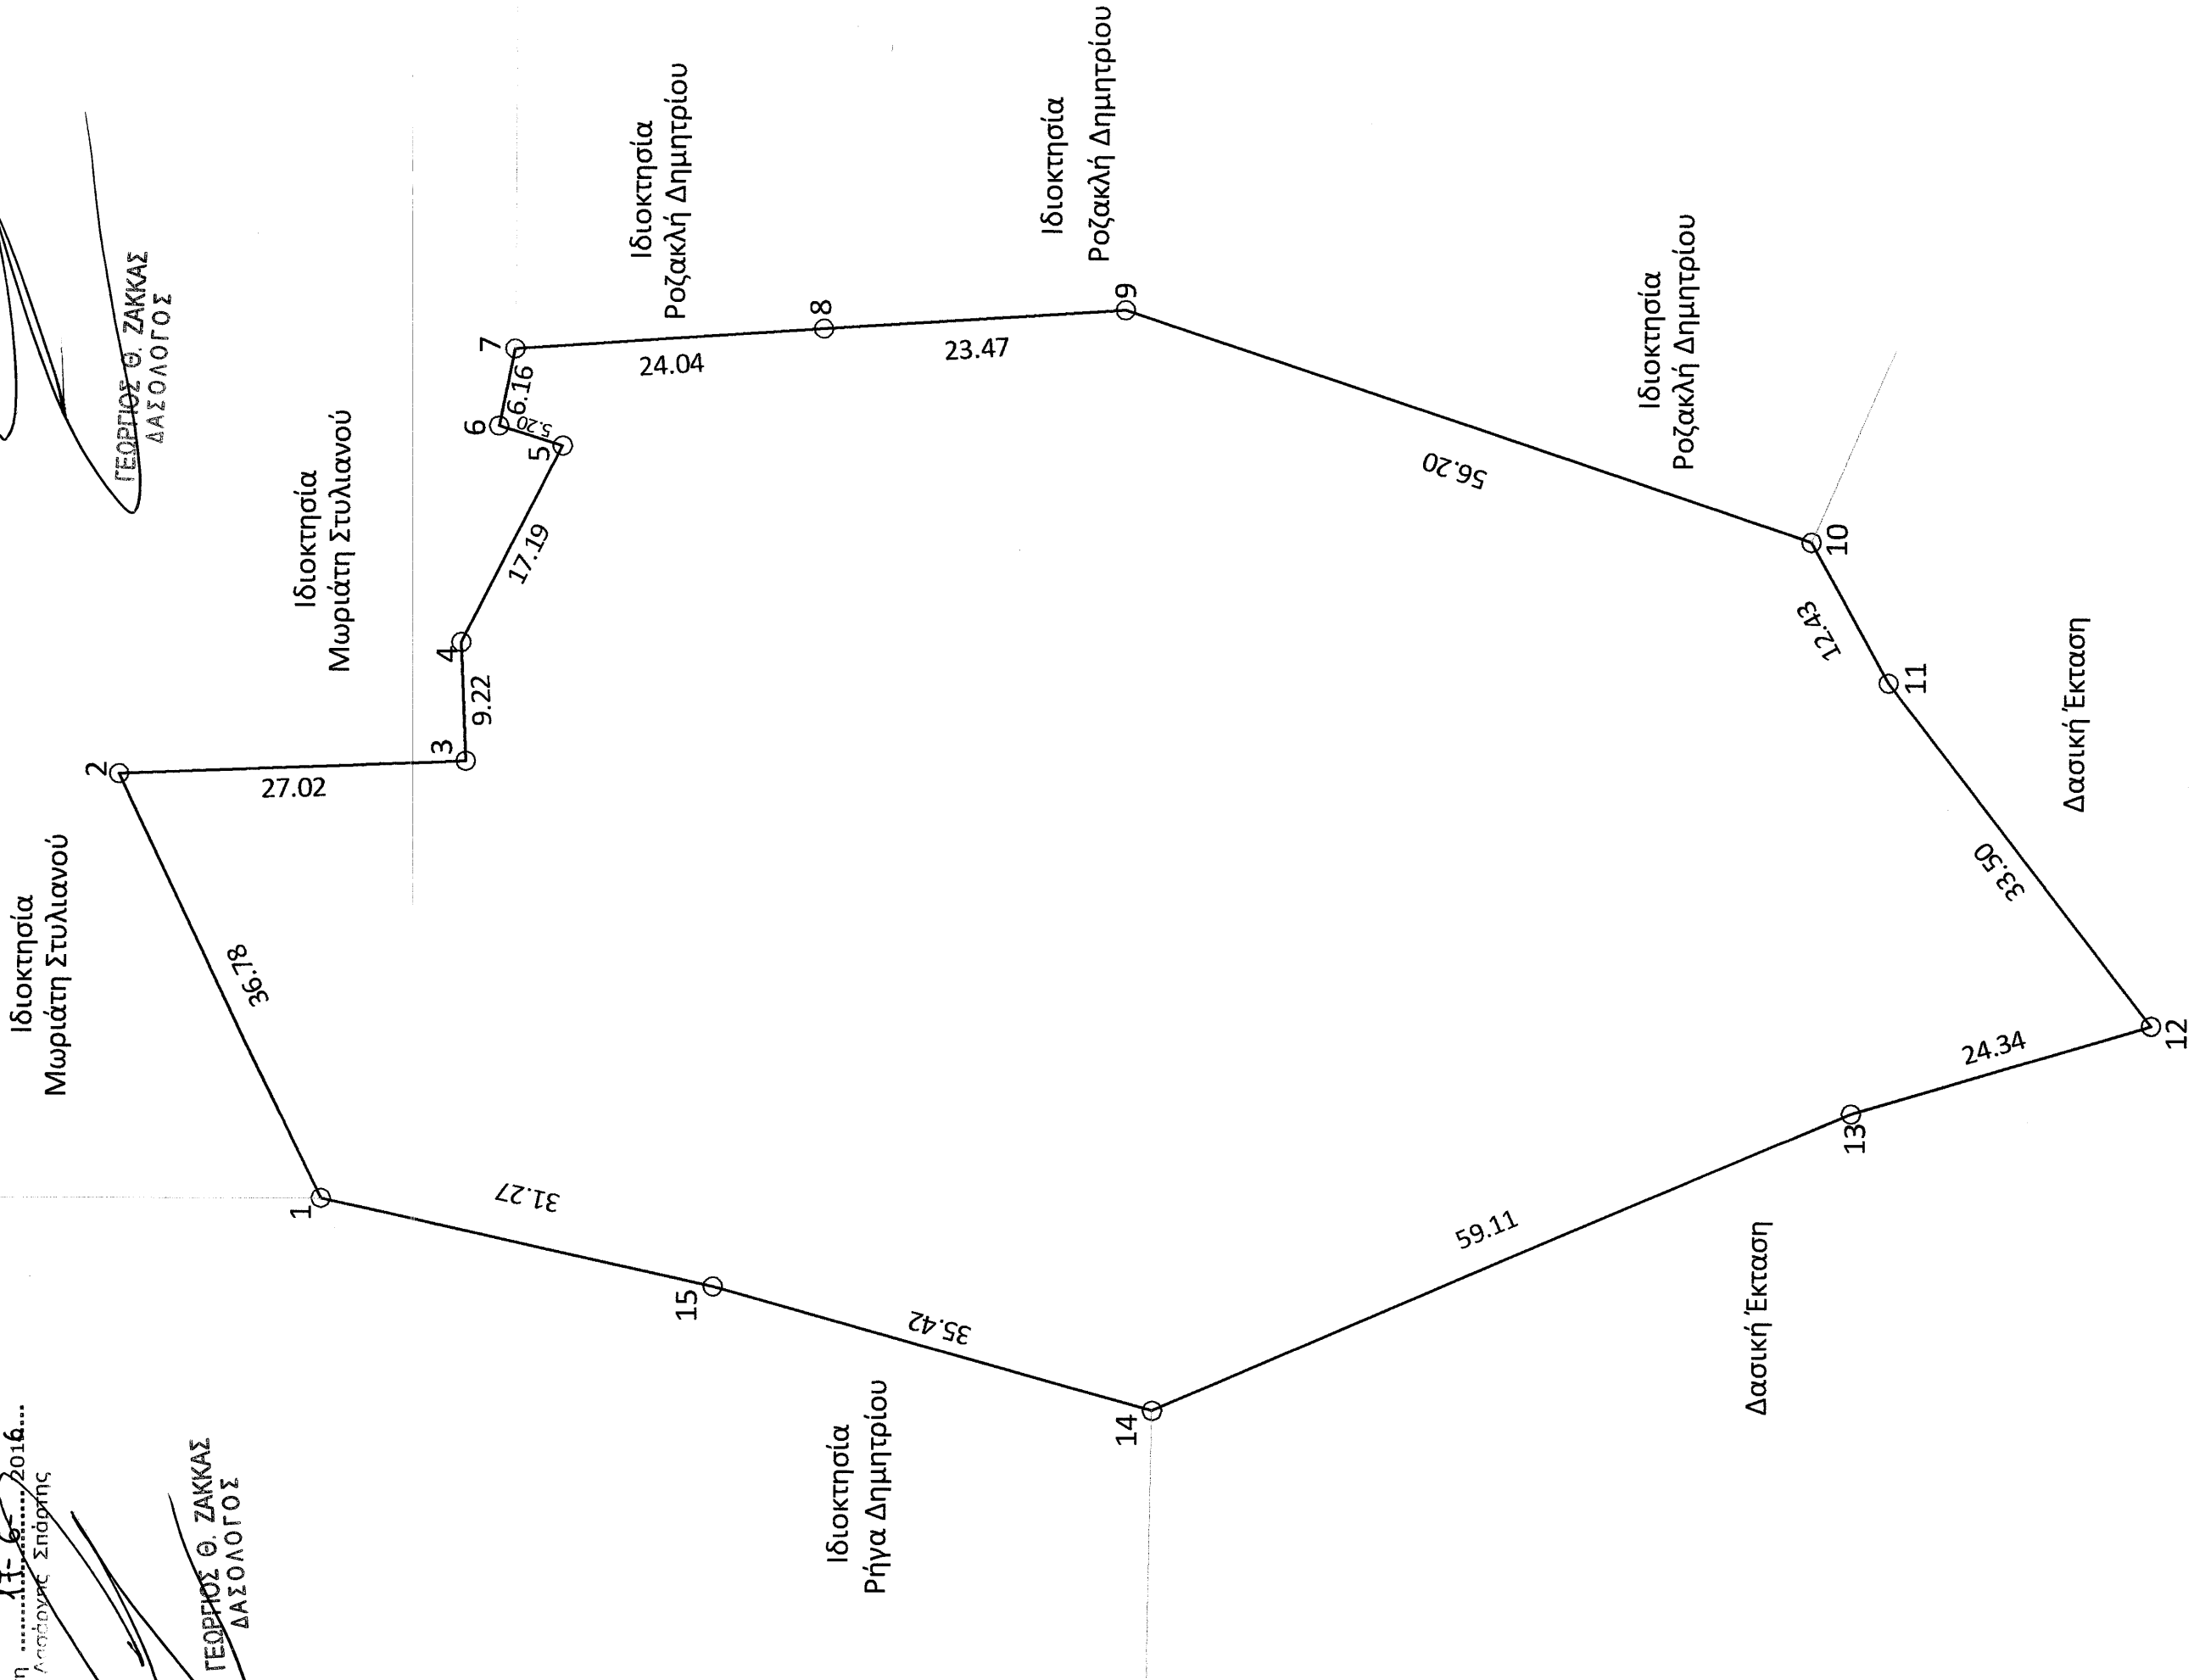 17-6- 2016
Σπάρτης
ΓΕΩΡΓΙΟΣ Θ. ΖΑΚΚΑΣ
ΔΑΣΟΛΟΓΟΣ
ΓΕΩΡΓΙΟΣ Θ. ΖΑΚΚΑΣ
ΔΑΣΟΛΟΓΟΣ
Ιδιοκτησία
Μωριάτη Στυλιανού
Ιδιοκτησία
Μωριάτη Στυλιανού
Ιδιοκτησία
Ροζακλή Δημητρίου
Ιδιοκτησία
Ροζακλή Δημητρίου
Ιδιοκτησία
Ροζακλή Δημητρίου
Δασική Έκταση
Δασική Έκταση
Ιδιοκτησία
Ρήγα Δημητρίου
1
36.78
2
27.02
3
9.22
4
17.19
5
5.20
6
6.16
7
24.04
8
23.47
9
56.20
10
12.43
11
33.50
12
24.34
13
59.11
14
35.42
15
31.27